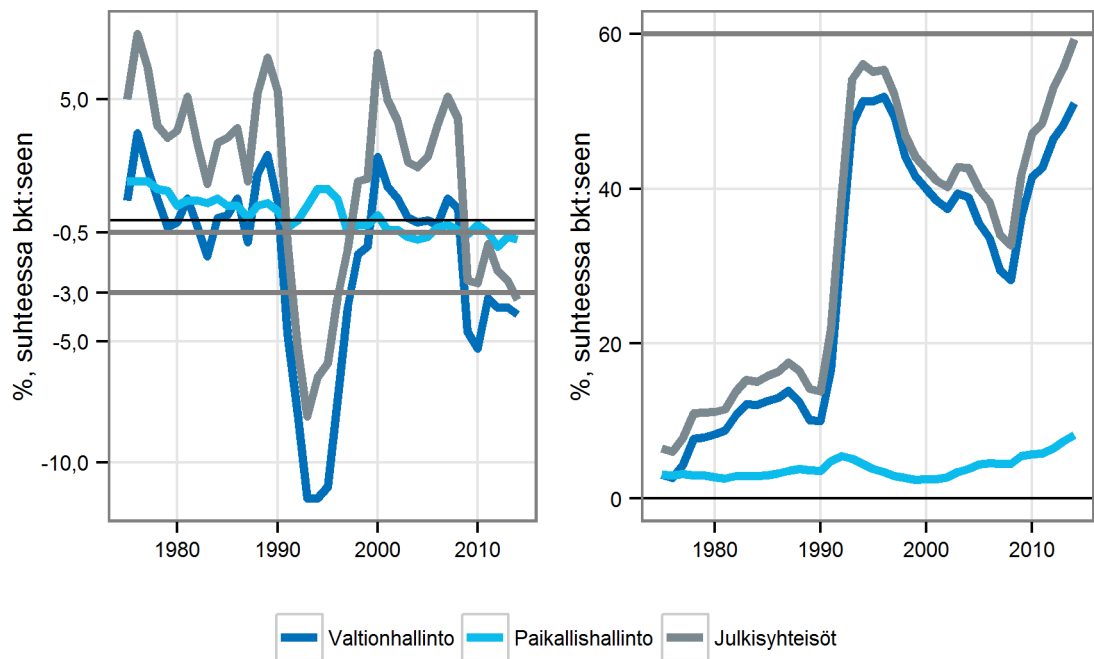 %, suhteessa bkt:seen
5,0
-0,5
-3,0
-5,0
-10,0
1980 1990 2000 2010
%, suhteessa bkt:seen
60
40
20
0
1980 1990 2000 2010
Valtionhallinto Paikallishallinto Julkisyhteisöt